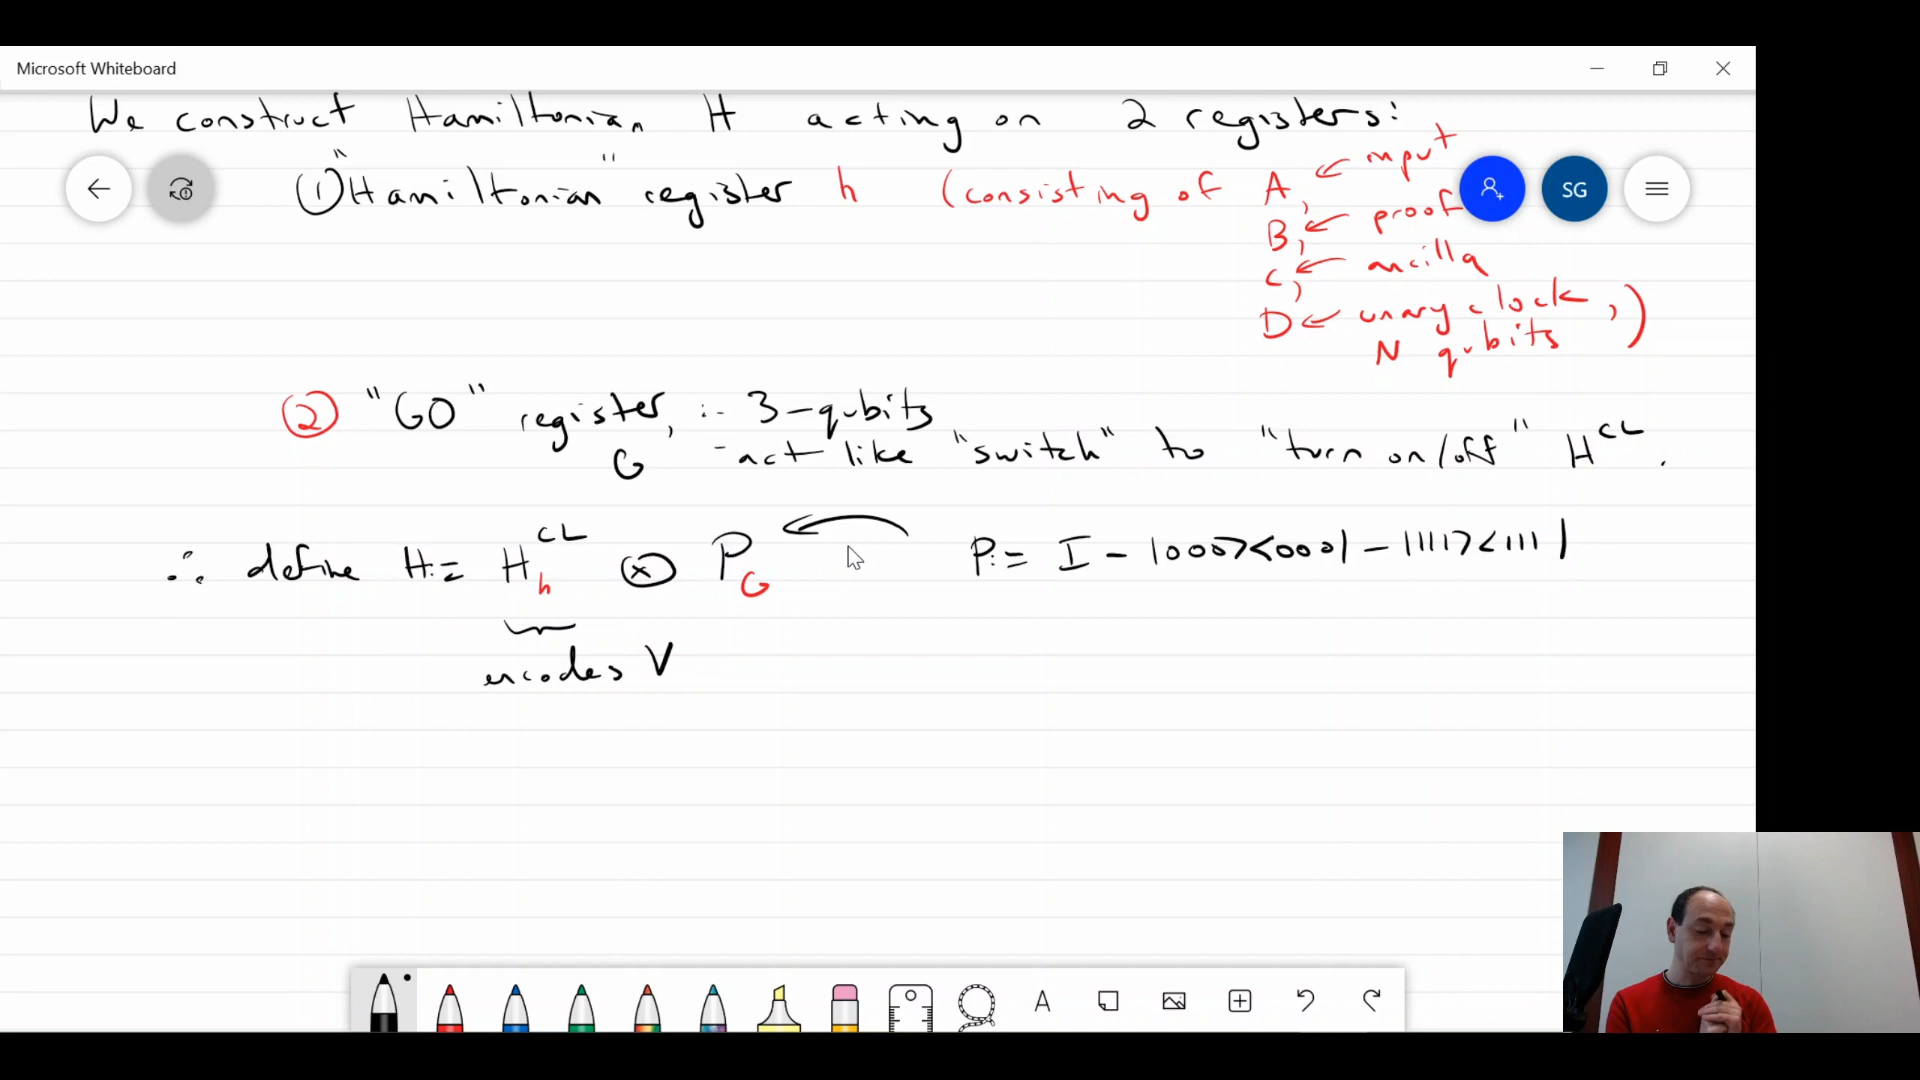 Microsoft Whiteboard
We construct Hamiltonian H acting on 2 registers:
① "Hamiltonian" register h (consisting of A, ← input
B, ← proof
C, ← ancilla
D ← unary clock, )
N qubits
SG
② "GO" register, :- 3-qubits
G - act like "switch" to "turn on/off" H^CL.
∴ define H := H_h^CL ⊗ P_G P := I - |000><000| - |111><111|
encodes V
A